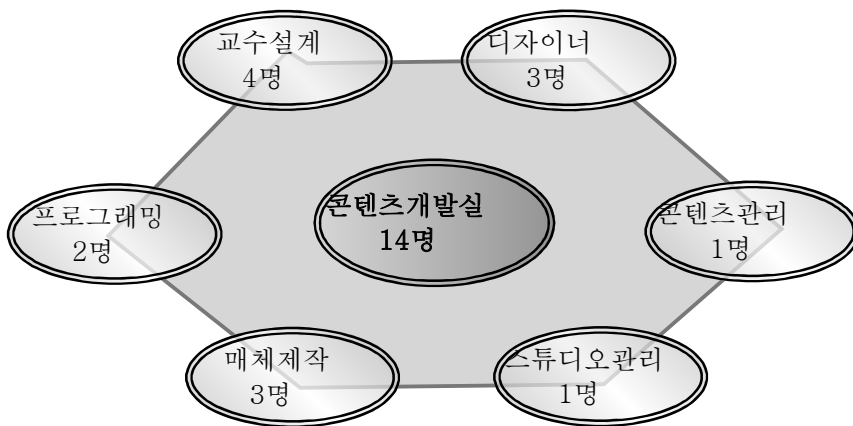 교수설계
4명
디자이너
3명
프로그래밍
2명
콘텐츠개발실
14명
콘텐츠관리
1명
매체제작
3명
스튜디오관리
1명